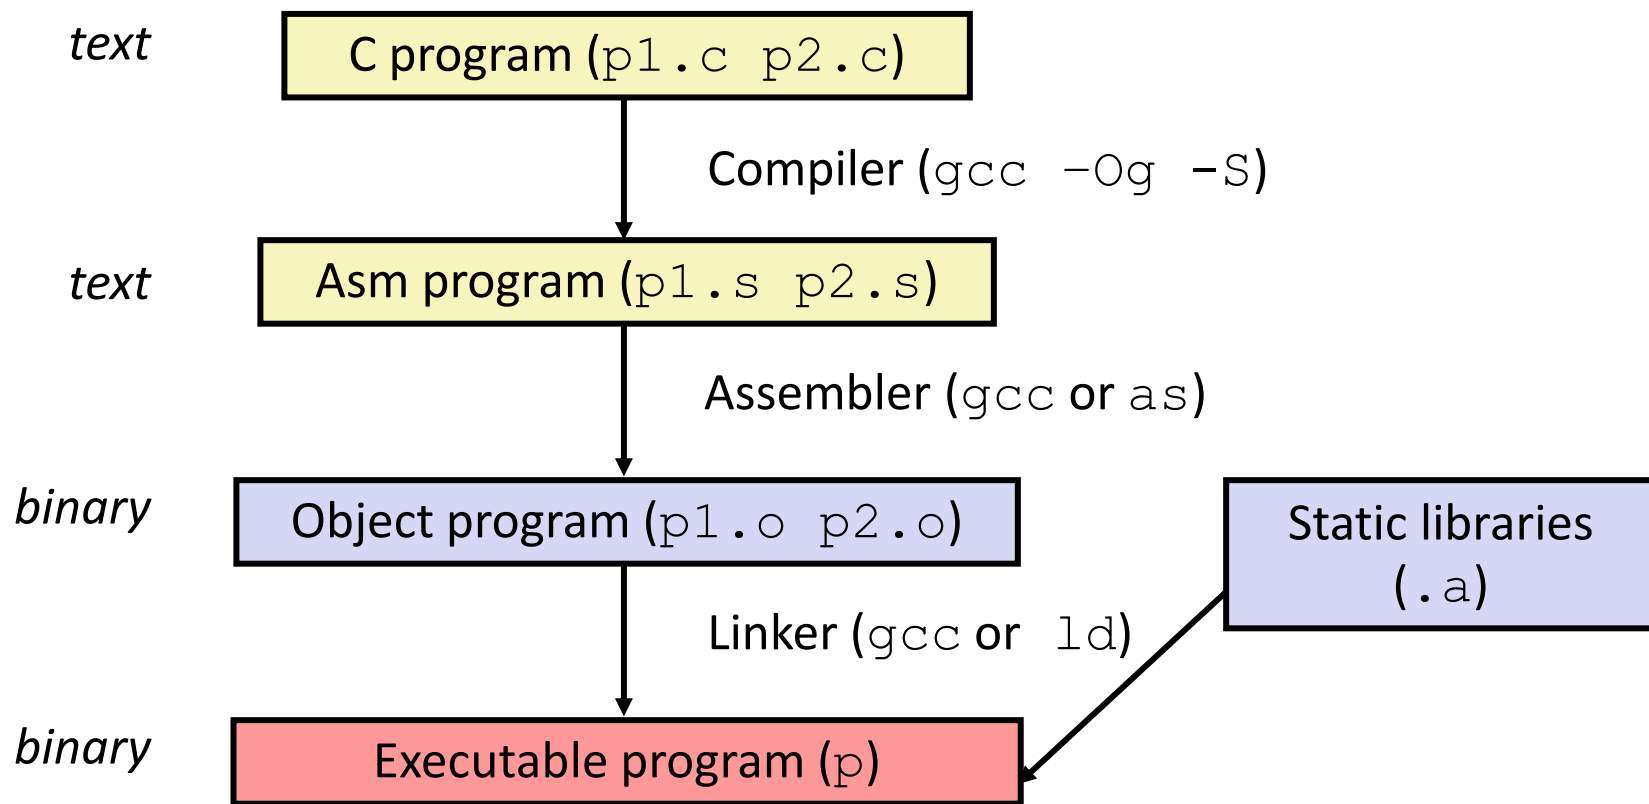 text
C program (p1.c p2.c)
Compiler (gcc –Og -S)
text
Asm program (p1.s p2.s)
Assembler (gcc or as)
binary
Object program (p1.o p2.o)
Static libraries
(.a)
Linker (gcc or ld)
binary
Executable program (p)